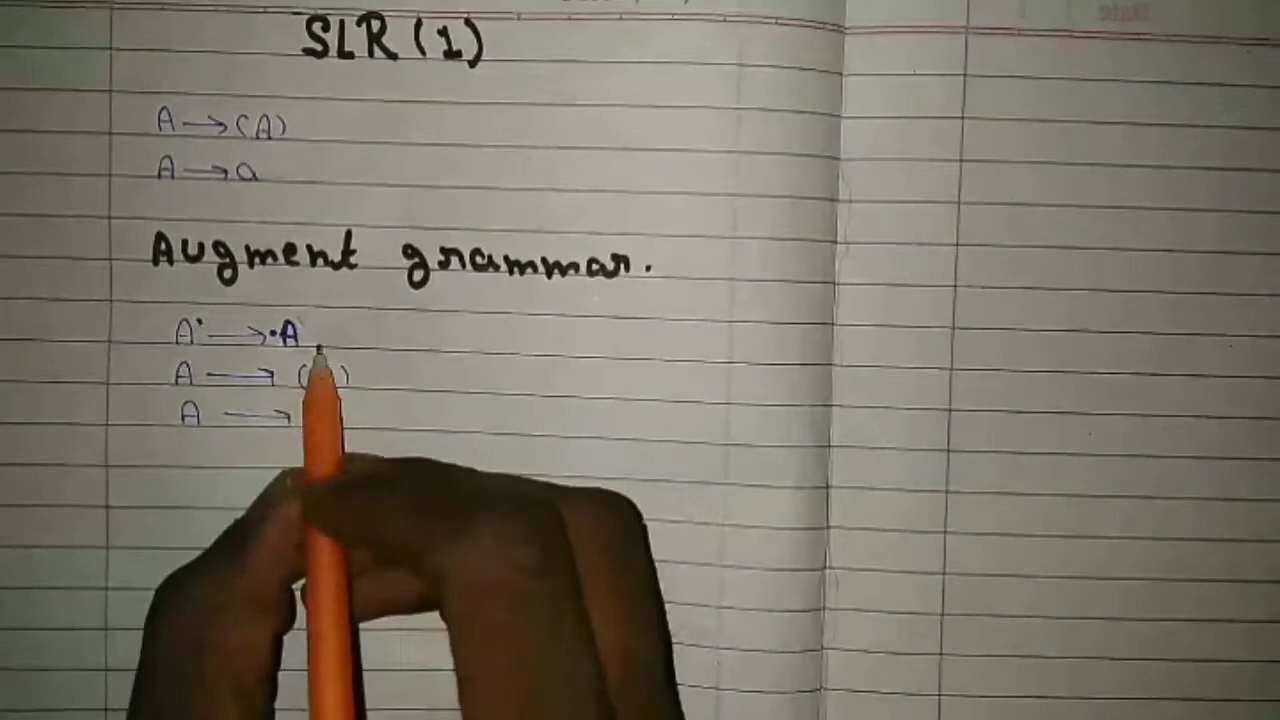 SLR (1)
A → (A)
A → a
Augment grammar.
A' → ·A
A → ( )
A →